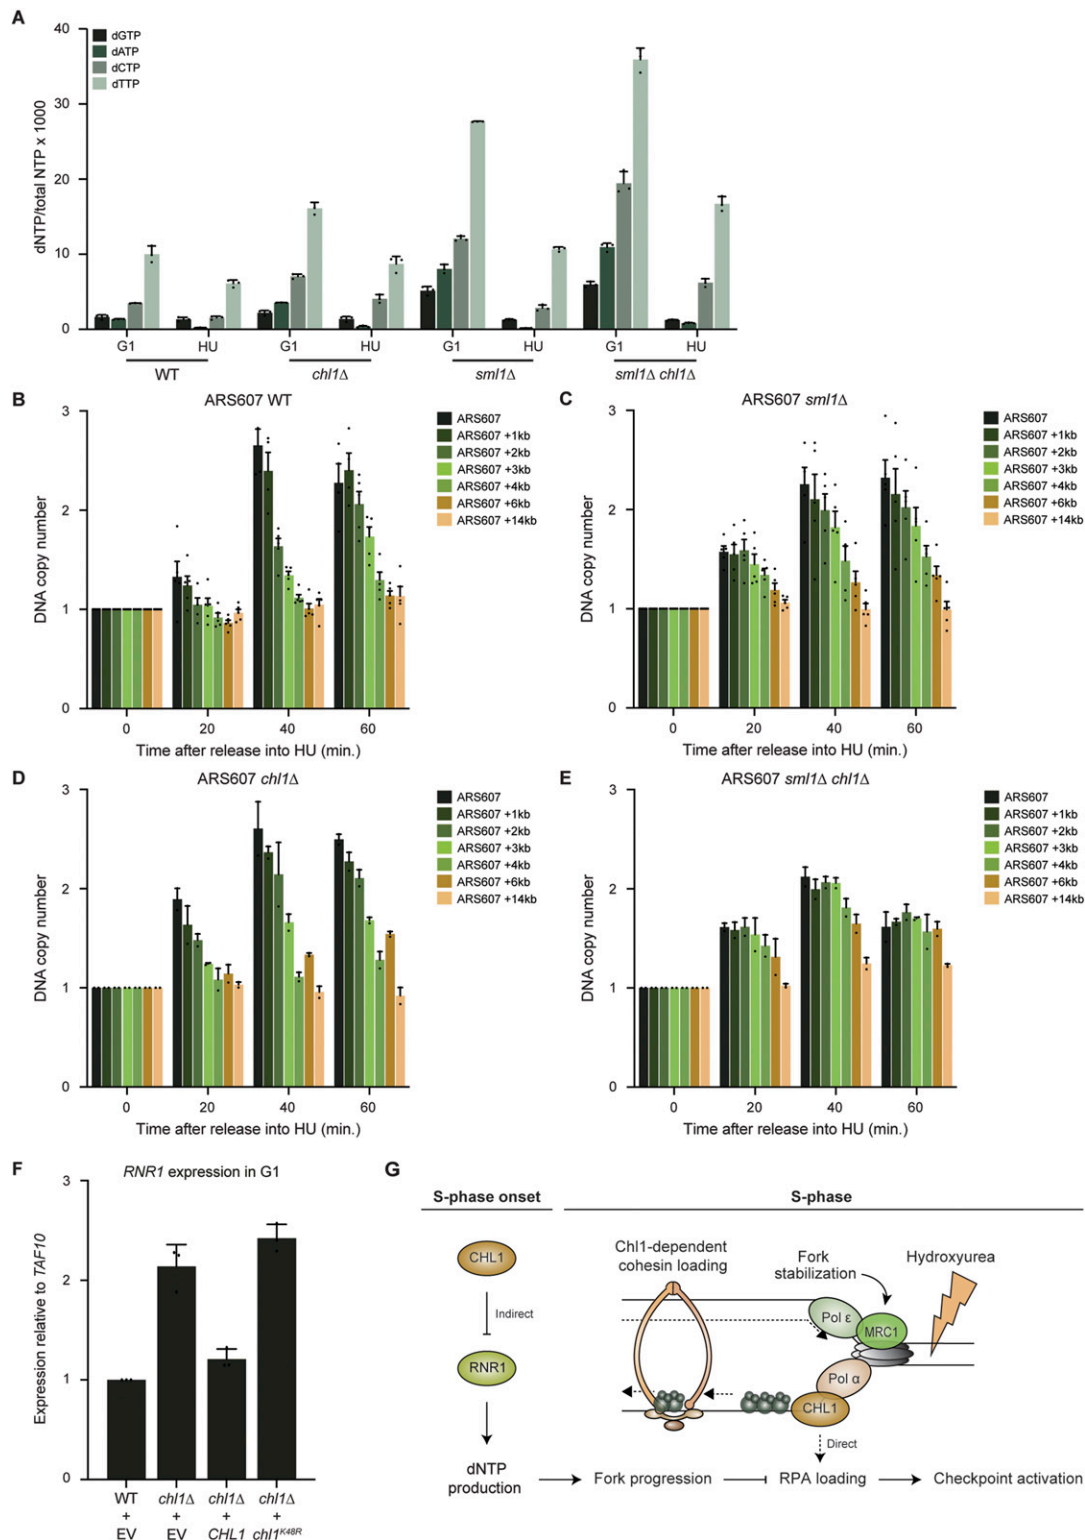 A
dNTP/total NTP x 1000
40
30
20
10
0
dGTP
dATP
dCTP
dTTP
G1
HU
G1
HU
G1
HU
G1
HU
WT
chl1Δ
sml1Δ
sml1Δ chl1Δ
B
ARS607 WT
DNA copy number
3
2
1
0
0
20
40
60
Time after release into HU (min.)
ARS607
ARS607 +1kb
ARS607 +2kb
ARS607 +3kb
ARS607 +4kb
ARS607 +6kb
ARS607 +14kb
C
ARS607 sml1Δ
DNA copy number
3
2
1
0
0
20
40
60
Time after release into HU (min.)
ARS607
ARS607 +1kb
ARS607 +2kb
ARS607 +3kb
ARS607 +4kb
ARS607 +6kb
ARS607 +14kb
D
ARS607 chl1Δ
DNA copy number
3
2
1
0
0
20
40
60
Time after release into HU (min.)
ARS607
ARS607 +1kb
ARS607 +2kb
ARS607 +3kb
ARS607 +4kb
ARS607 +6kb
ARS607 +14kb
E
ARS607 sml1Δ chl1Δ
DNA copy number
3
2
1
0
0
20
40
60
Time after release into HU (min.)
ARS607
ARS607 +1kb
ARS607 +2kb
ARS607 +3kb
ARS607 +4kb
ARS607 +6kb
ARS607 +14kb
F
RNR1 expression in G1
Expression relative to TAF10
3
2
1
0
WT
+
EV
chl1Δ
+
EV
chl1Δ
+
CHL1
chl1Δ
+
chl1K48R
G
S-phase onset
S-phase
CHL1
Indirect
RNR1
dNTP
production
Chl1-dependent
cohesin loading
Fork
stabilization
Hydroxyurea
Pol ε
MRC1
Pol α
CHL1
Direct
Fork progression
RPA loading
Checkpoint activation